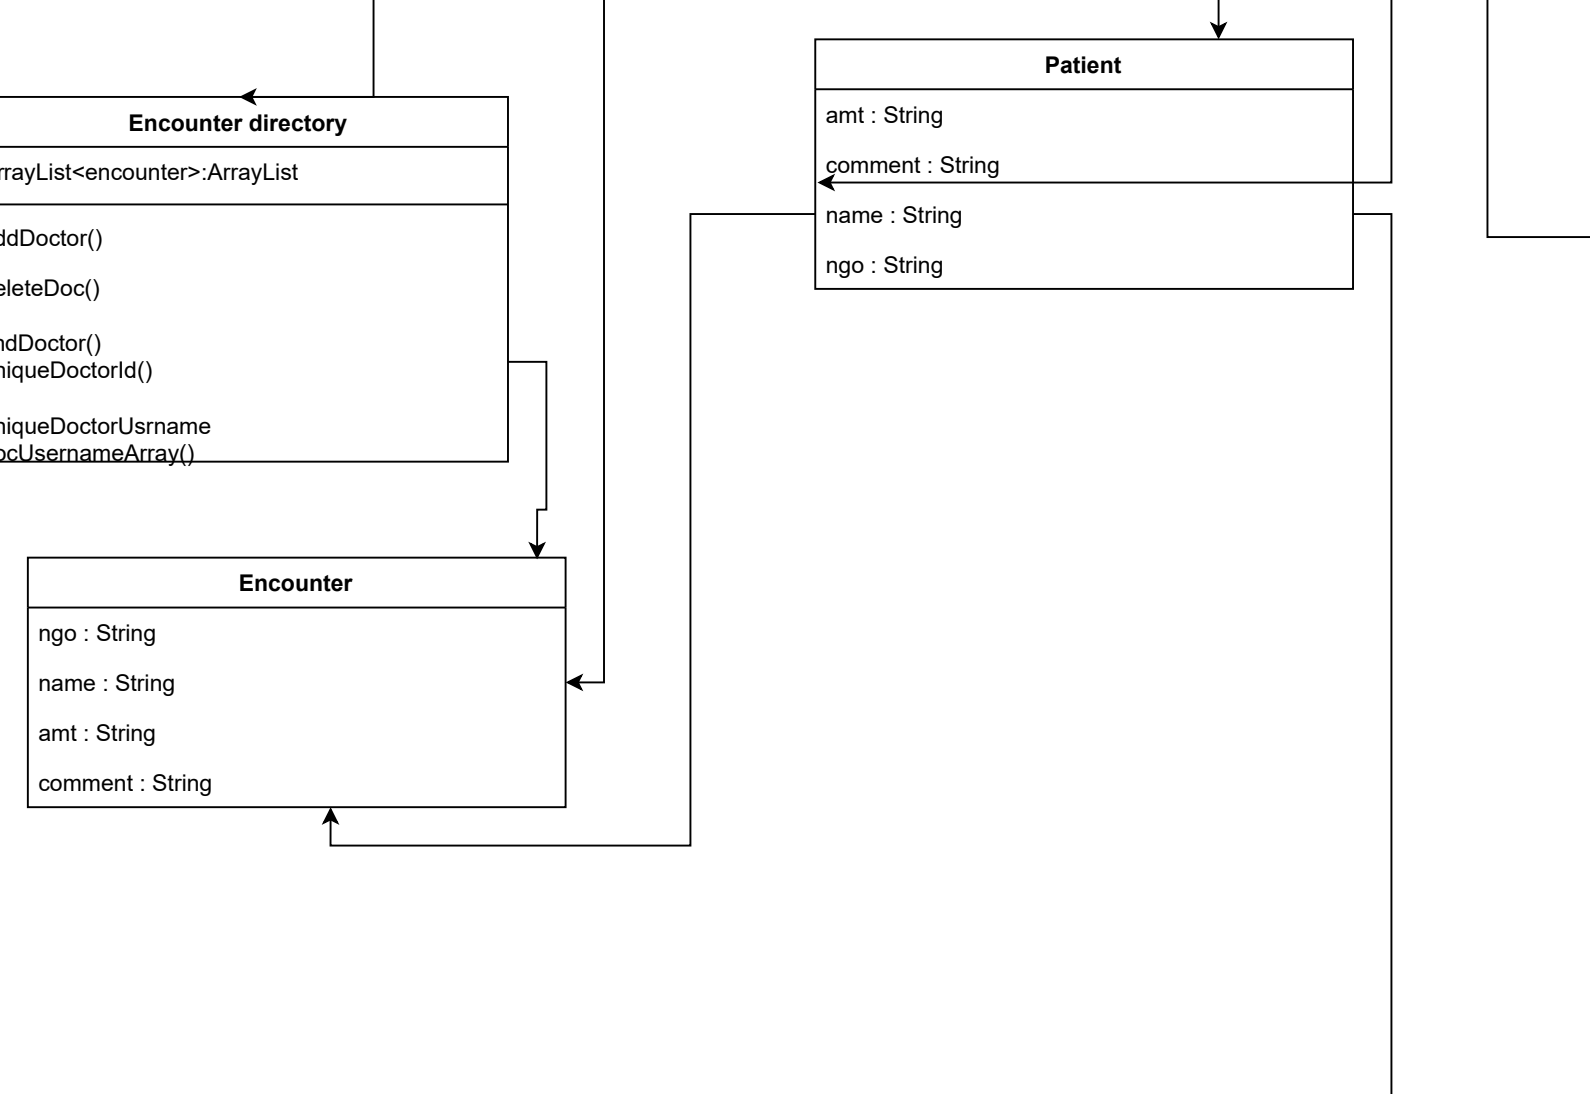 Encounter directory
rrayList<encounter>:ArrayList
ddDoctor()
eleteDoc()
ndDoctor()
niqueDoctorId()
niqueDoctorUsrname
ocUsernameArray()
Patient
amt : String
comment : String
name : String
ngo : String
Encounter
ngo : String
name : String
amt : String
comment : String